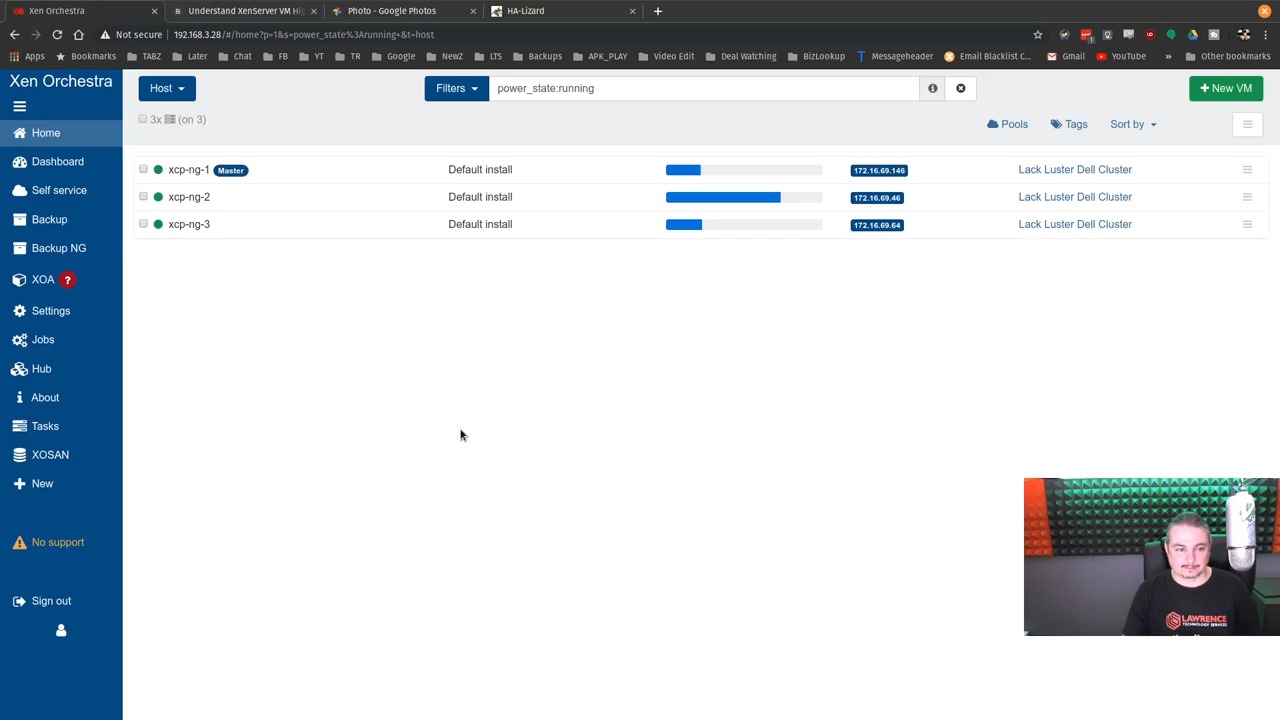 Xen Orchestra
Understand XenServer VM Hig
Photo - Google Photos
HA-Lizard
Not secure
192.168.3.28/#/home?p=1&s=power_state%3Arunning+&t=host
Apps
Bookmarks
TABZ
Later
Chat
FB
YT
TR
Google
NewZ
LTS
Backups
APK_PLAY
Video Edit
Deal Watching
BizLookup
Messageheader
Email Blacklist C...
Gmail
YouTube
»
Other bookmarks
Xen Orchestra
Host
Filters
power_state:running
New VM
3x (on 3)
Pools
Tags
Sort by
Home
Dashboard
Self service
Backup
Backup NG
XOA ?
Settings
Jobs
Hub
About
Tasks
XOSAN
New
No support
Sign out
xcp-ng-1 Master Default install 172.16.69.146 Lack Luster Dell Cluster
xcp-ng-2 Default install 172.16.69.46 Lack Luster Dell Cluster
xcp-ng-3 Default install 172.16.69.64 Lack Luster Dell Cluster
LAWRENCE
TECHNOLOGY SERVICES